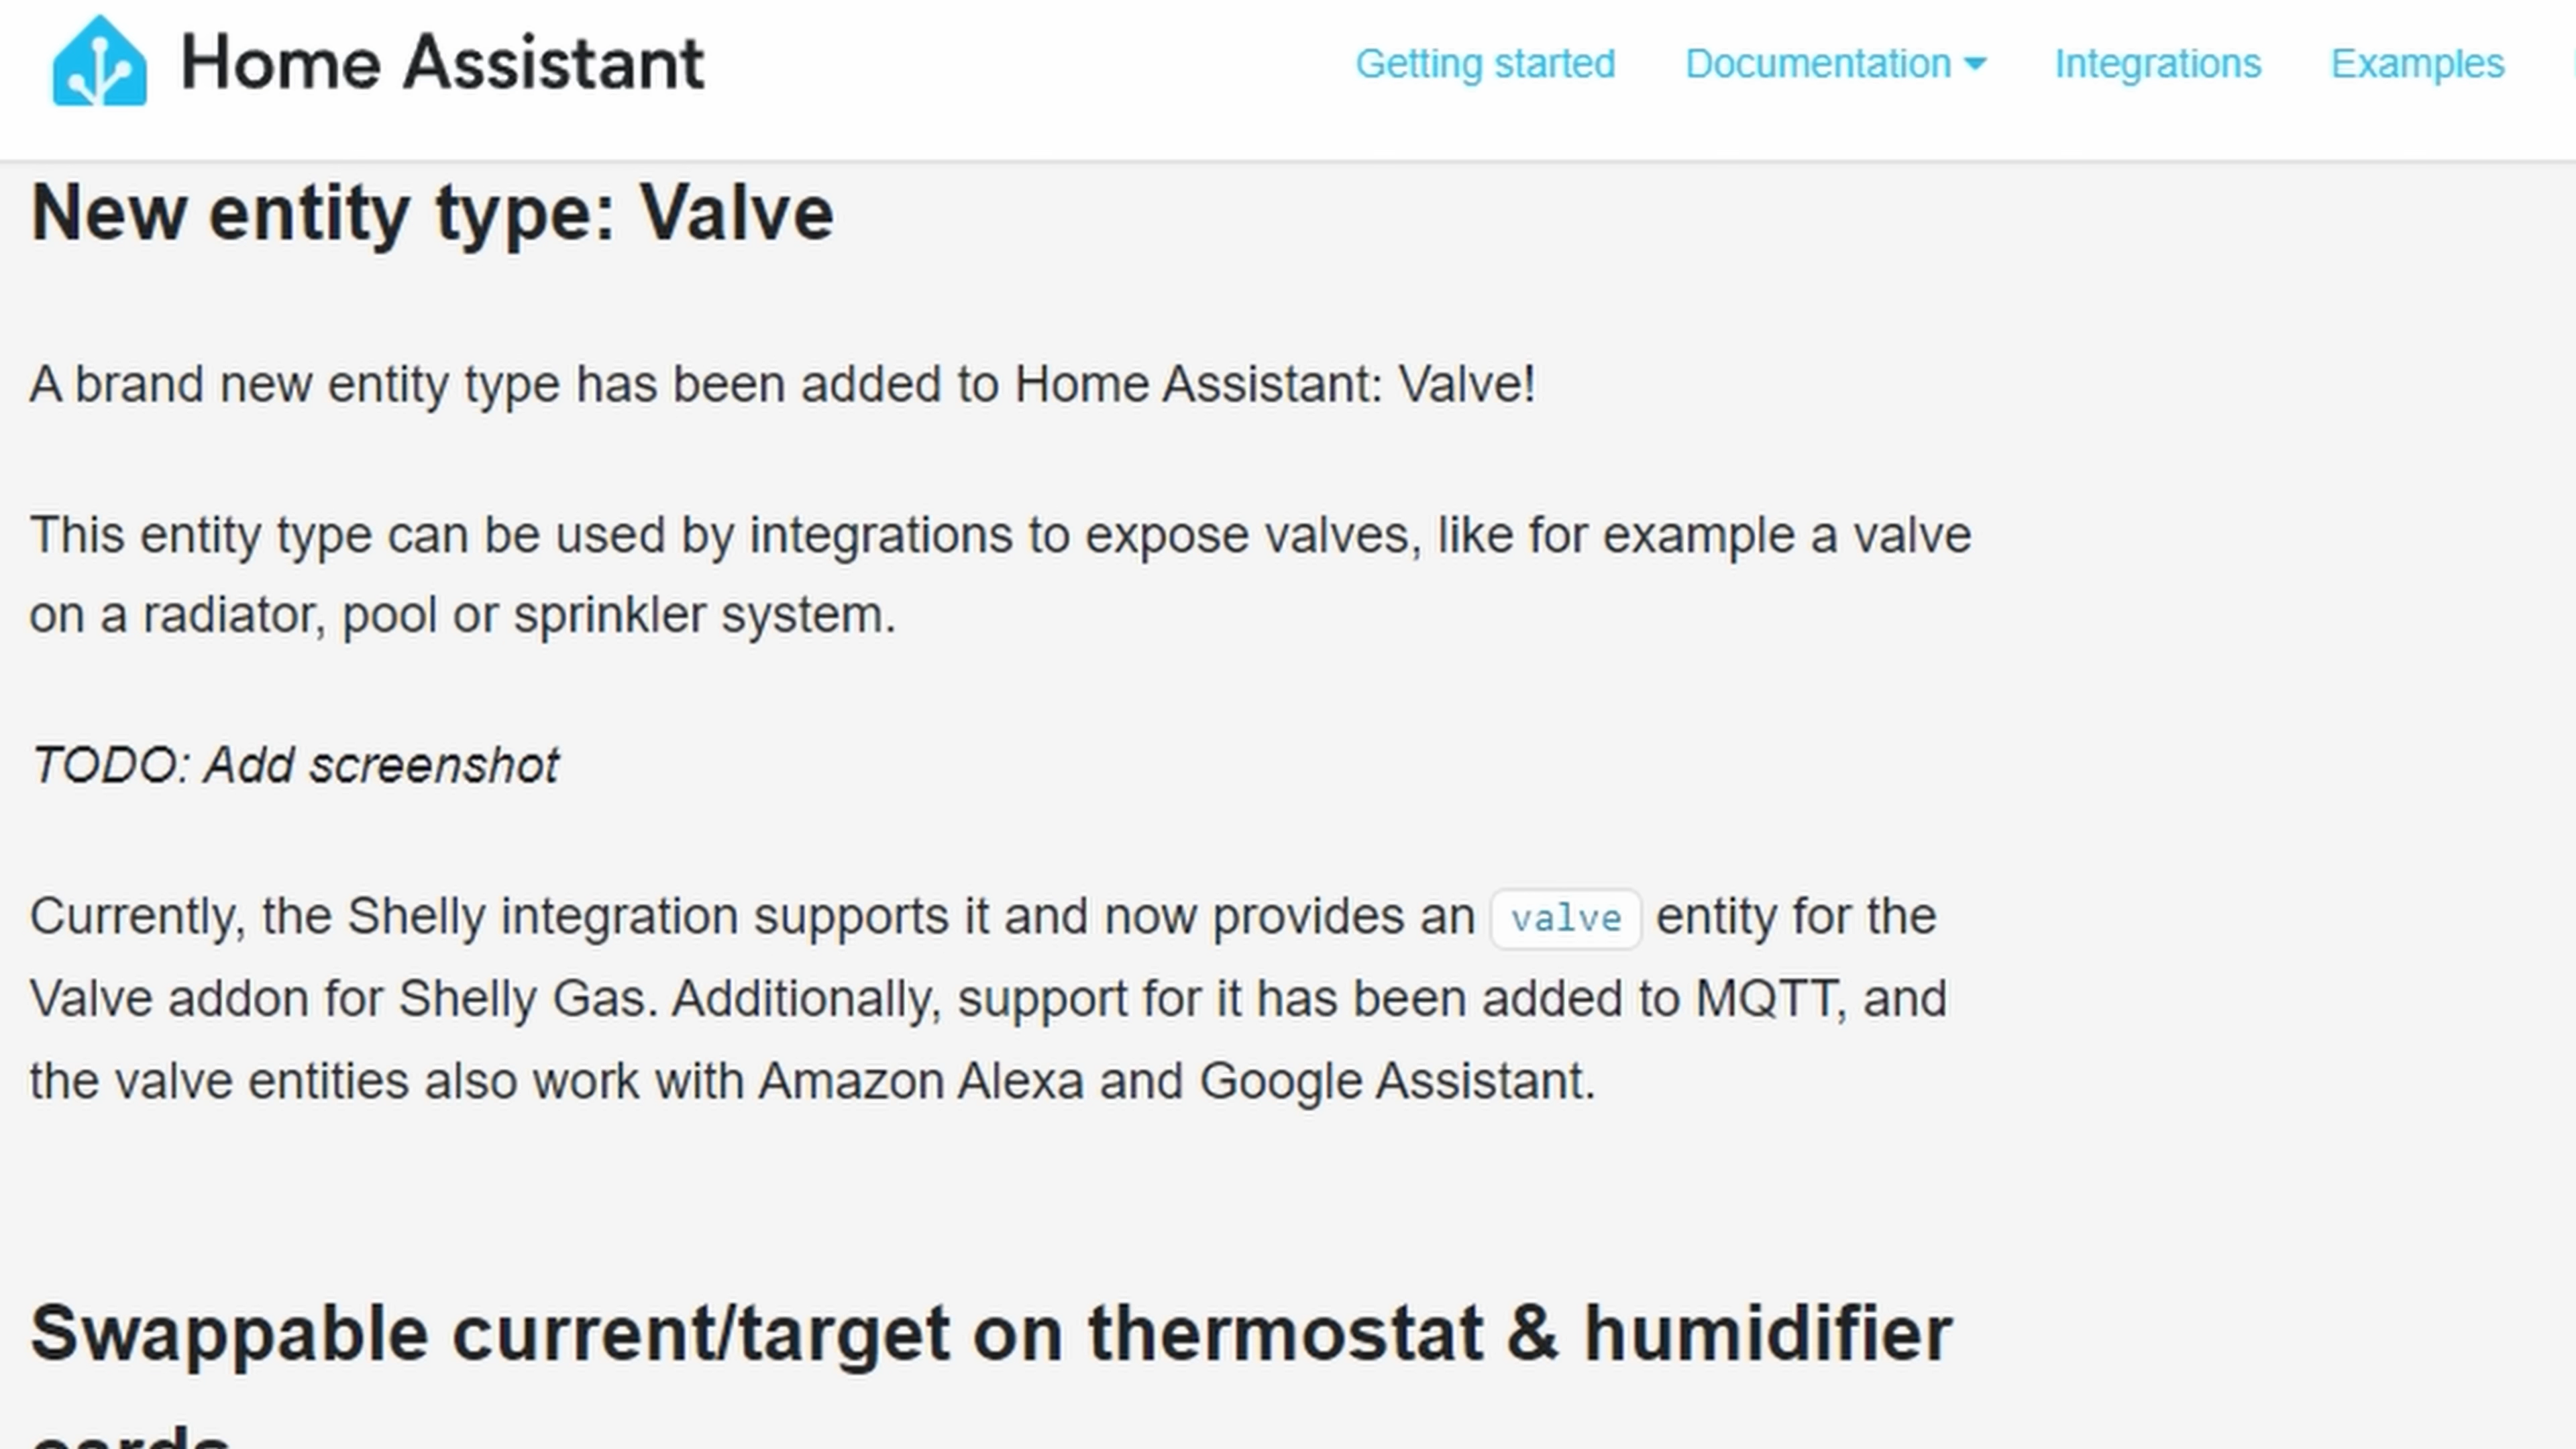 Home Assistant
Getting started
Documentation
Integrations
Examples
New entity type: Valve
A brand new entity type has been added to Home Assistant: Valve!
This entity type can be used by integrations to expose valves, like for example a valve
on a radiator, pool or sprinkler system.
TODO: Add screenshot
Currently, the Shelly integration supports it and now provides an valve entity for the
Valve addon for Shelly Gas. Additionally, support for it has been added to MQTT, and
the valve entities also work with Amazon Alexa and Google Assistant.
Swappable current/target on thermostat & humidifier
cards